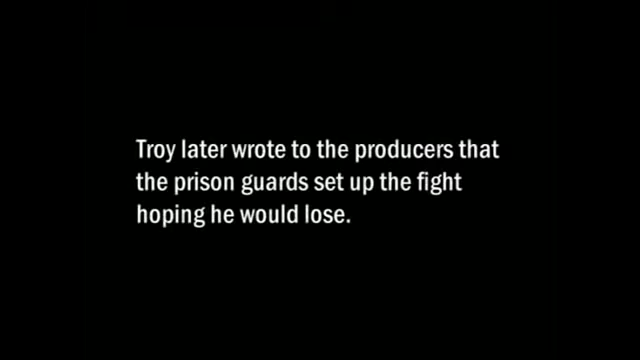 Troy later wrote to the producers that
the prison guards set up the fight
hoping he would lose.